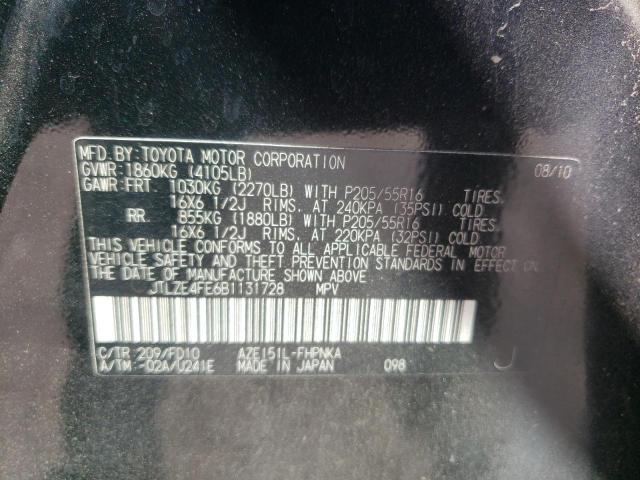 MFD. BY: TOYOTA MOTOR CORPORATION 08/10
GVWR: 1860KG (4105LB)
GAWR: FRT 1030KG (2270LB) WITH P205/55R16 TIRES,
16X6 1/2J RIMS, AT 240KPA (35PSI) COLD
RR 855KG (1880LB) WITH P205/55R16 TIRES,
16X6 1/2J RIMS, AT 220KPA (32PSI) COLD
THIS VEHICLE CONFORMS TO ALL APPLICABLE FEDERAL MOTOR
VEHICLE SAFETY AND THEFT PREVENTION STANDARDS IN EFFECT ON
THE DATE OF MANUFACTURE SHOWN ABOVE.
JTLZE4FE6B1131728 MPV
C/TR 209/FD10 AZE151L-FHPNKA
A/TM -02A/U241E MADE IN JAPAN 098 J